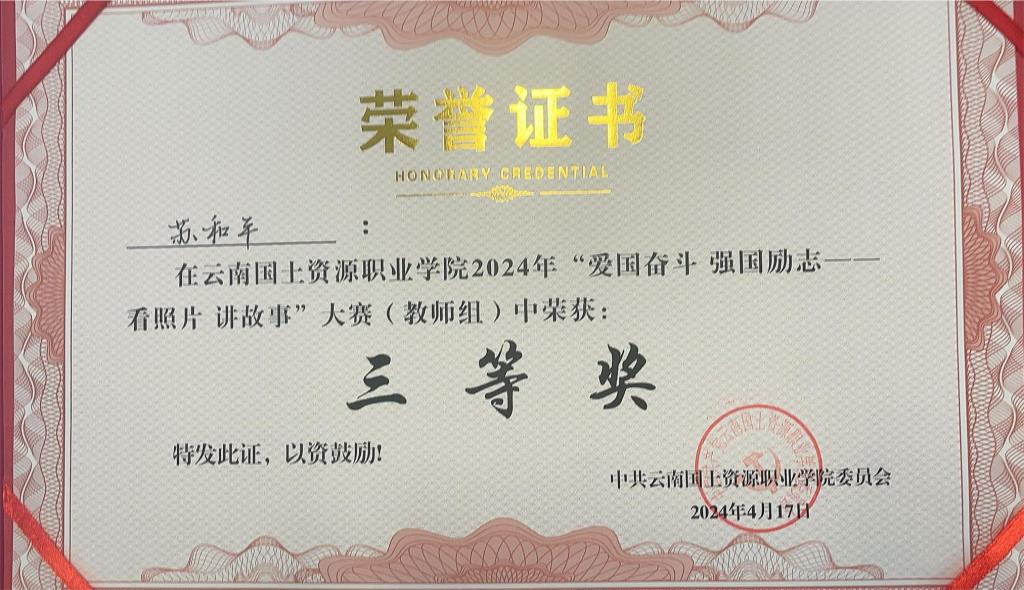 荣誉证书
HONORARY CREDENTIAL
苏和平：
在云南国土资源职业学院2024年“爱国奋斗 强国励志——
看照片 讲故事”大赛（教师组）中荣获：
三等奖
特发此证，以资鼓励！
中共云南国土资源职业学院委员会
2024年4月17日